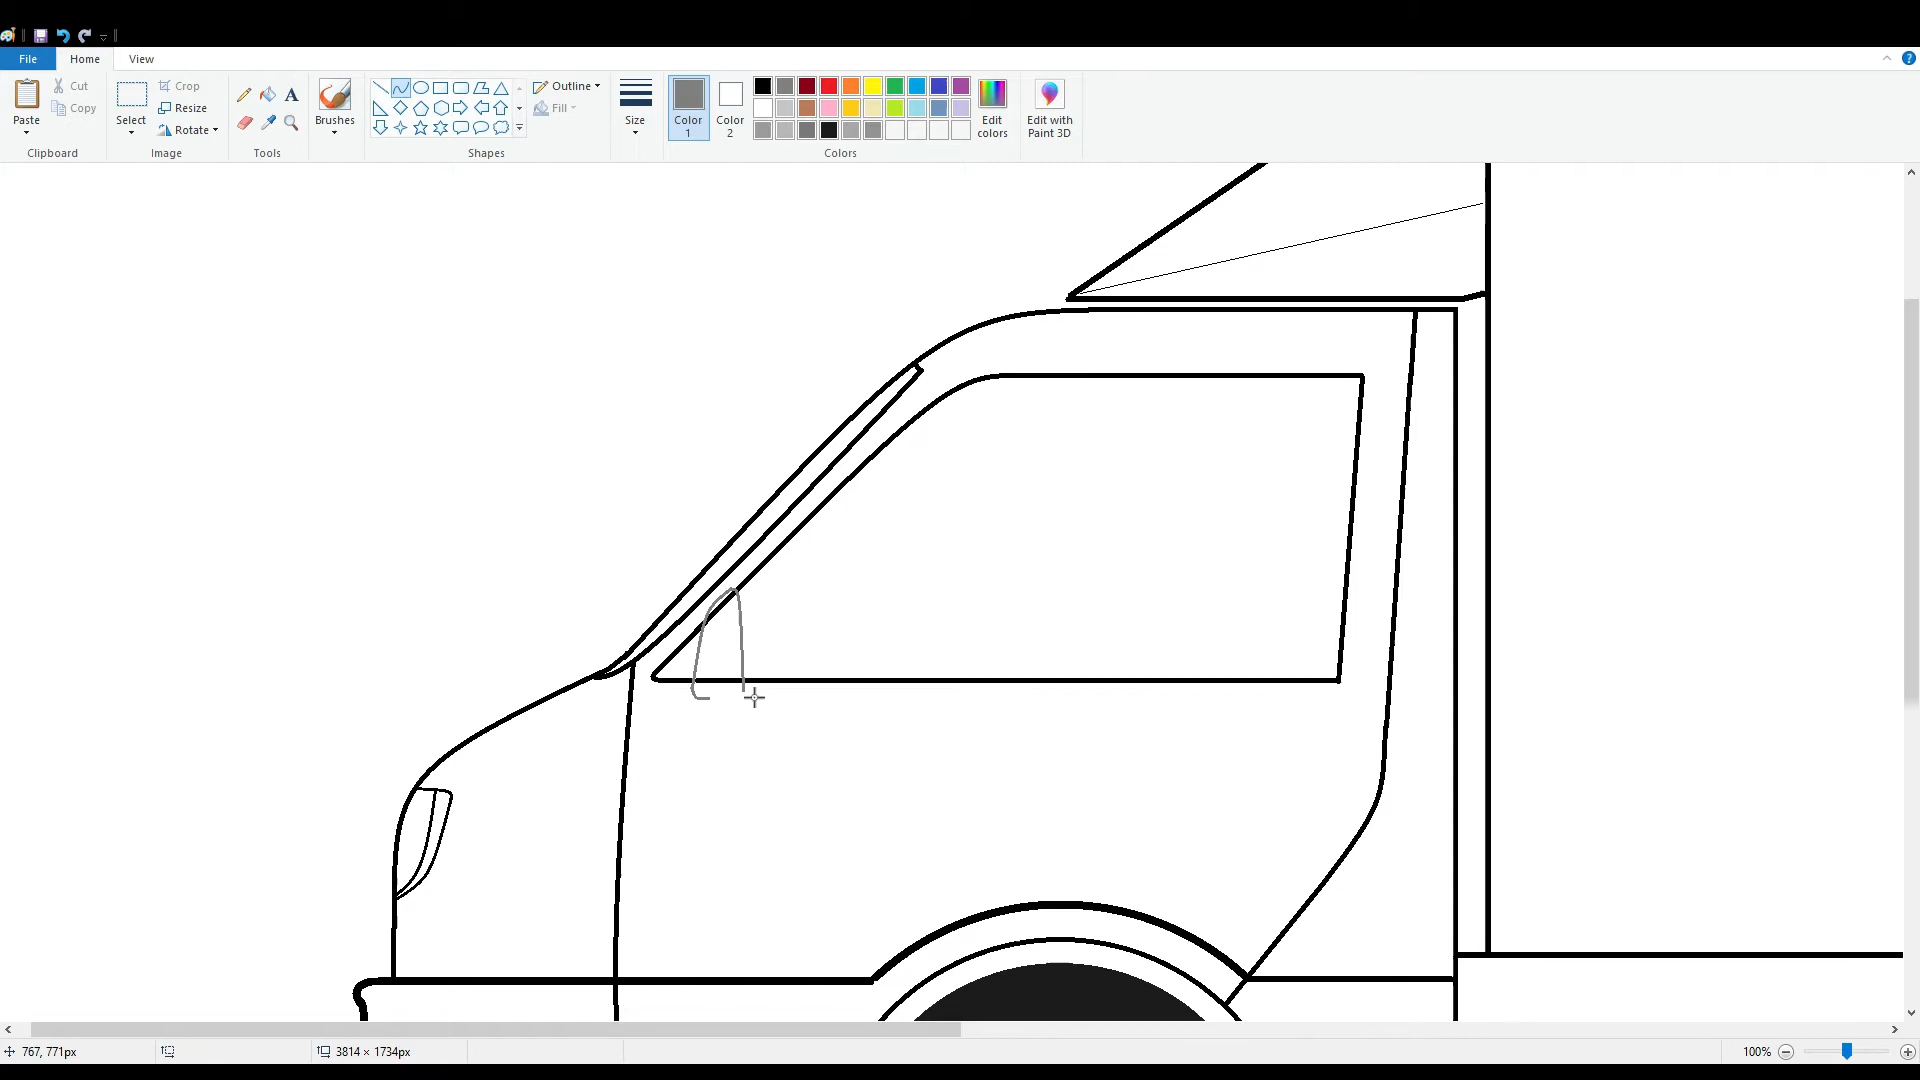 File Home View
Paste
Cut
Copy
Clipboard
Select
Crop
Resize
Rotate
Image
A
Tools
Brushes
Outline
Fill
Shapes
Size
Color
1
Color
2
Edit
colors
Colors
Edit with
Paint 3D
?
767, 771px
3814 × 1734px
100%